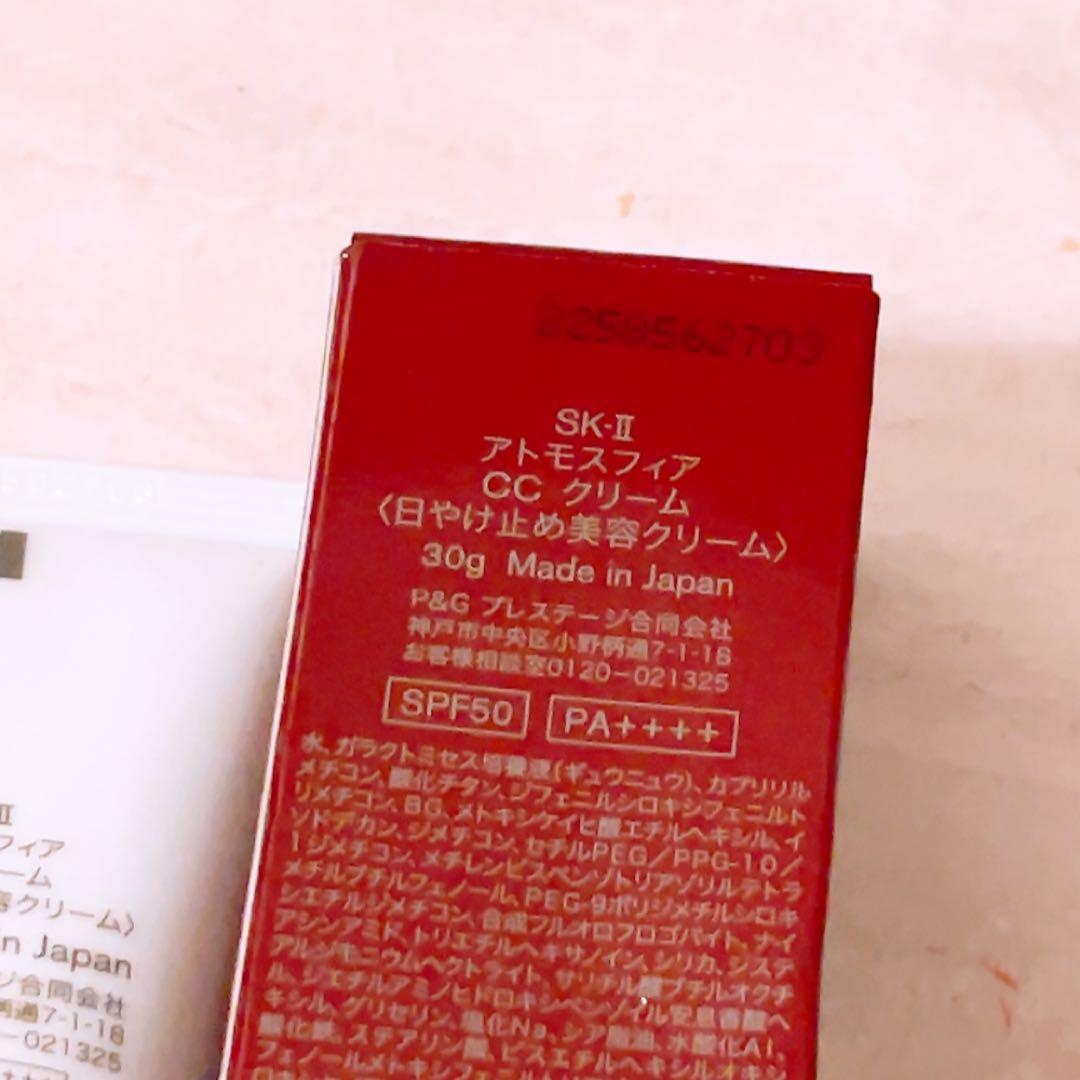 2258562703
SK-II
アトモスフィア
CC クリーム
〈日やけ止め美容クリーム〉
30g Made in Japan
P&G プレステージ合同会社
神戸市中央区小野柄通7-1-18
お客様相談室0120-021325
SPF50 PA++++
水、ガラクトミセス培養液(ギュウニュウ)、カプリリル
メチコン、酸化チタン、ジフェニルシロキシフェニルト
リメチコン、BG、メトキシケイヒ酸エチルヘキシル、イ
ソドデカン、ジメチコン、セチルPEG/PPG-10/
1ジメチコン、メチレンビスベンゾトリアゾリルテトラ
メチルブチルフェノール、PEG-9ポリジメチルシロキ
シエチルジメチコン、合成フルオロフロゴパイト、ナイ
アシンアミド、トリエチルヘキサノイン、シリカ、ジステ
アルジモニウムヘクトライト、サリチル酸ブチルオクチ
ル、ジエチルアミノヒドロキシベンゾイル安息香酸ヘ
キシル、グリセリン、塩化Na、シア脂油、水酸化Al、
酸化鉄、ステアリン酸、ビスエチルヘキシルオキシ
フェノールメトキシフェニル
II
フィア
ーム
容クリーム〉
in Japan
ジ合同会社
柄通7-1-18
-021325
+++